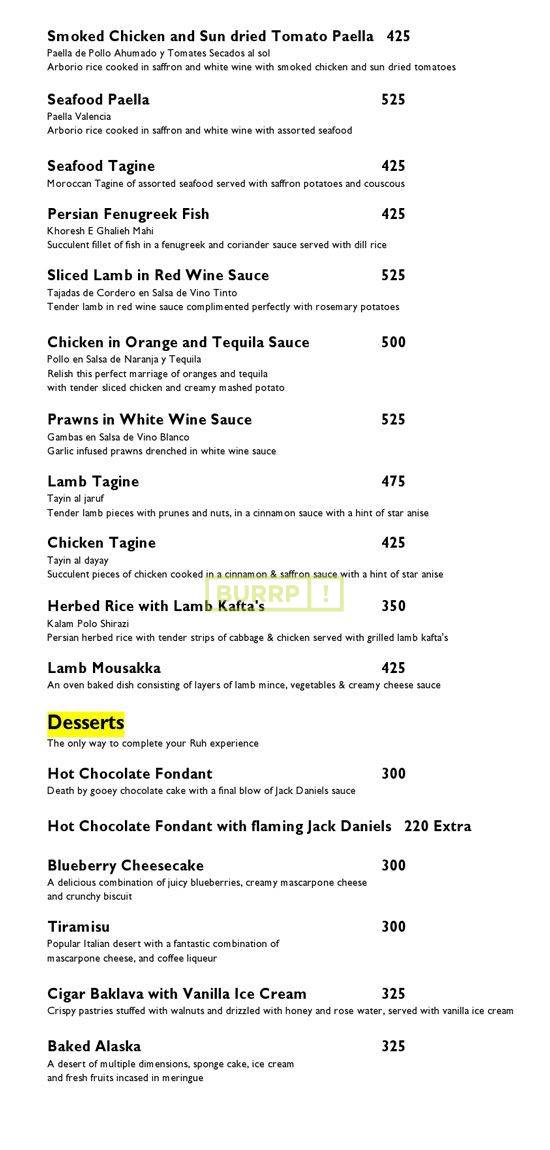 Smoked Chicken and Sun dried Tomato Paella 425
Paella de Pollo Ahumado y Tomates Secados al sol
Arborio rice cooked in saffron and white wine with smoked chicken and sun dried tomatoes
Seafood Paella 525
Paella Valencia
Arborio rice cooked in saffron and white wine with assorted seafood
Seafood Tagine 425
Moroccan Tagine of assorted seafood served with saffron potatoes and couscous
Persian Fenugreek Fish 425
Khoresh E Ghalieh Mahi
Succulent fillet of fish in a fenugreek and coriander sauce served with dill rice
Sliced Lamb in Red Wine Sauce 525
Tajadas de Cordero en Salsa de Vino Tinto
Tender lamb in red wine sauce complimented perfectly with rosemary potatoes
Chicken in Orange and Tequila Sauce 500
Pollo en Salsa de Naranja y Tequila
Relish this perfect marriage of oranges and tequila
with tender sliced chicken and creamy mashed potato
Prawns in White Wine Sauce 525
Gambas en Salsa de Vino Blanco
Garlic infused prawns drenched in white wine sauce
Lamb Tagine 475
Tayin al jaruf
Tender lamb pieces with prunes and nuts, in a cinnamon sauce with a hint of star anise
Chicken Tagine 425
Tayin al dayay
Succulent pieces of chicken cooked in a cinnamon & saffron sauce with a hint of star anise
BURRP !
Herbed Rice with Lamb Kafta's 350
Kalam Polo Shirazi
Persian herbed rice with tender strips of cabbage & chicken served with grilled lamb kafta's
Lamb Mousakka 425
An oven baked dish consisting of layers of lamb mince, vegetables & creamy cheese sauce
Desserts
The only way to complete your Ruh experience
Hot Chocolate Fondant 300
Death by gooey chocolate cake with a final blow of Jack Daniels sauce
Hot Chocolate Fondant with flaming Jack Daniels 220 Extra
Blueberry Cheesecake 300
A delicious combination of juicy blueberries, creamy mascarpone cheese
and crunchy biscuit
Tiramisu 300
Popular Italian desert with a fantastic combination of
mascarpone cheese, and coffee liqueur
Cigar Baklava with Vanilla Ice Cream 325
Crispy pastries stuffed with walnuts and drizzled with honey and rose water, served with vanilla ice cream
Baked Alaska 325
A desert of multiple dimensions, sponge cake, ice cream
and fresh fruits incased in meringue